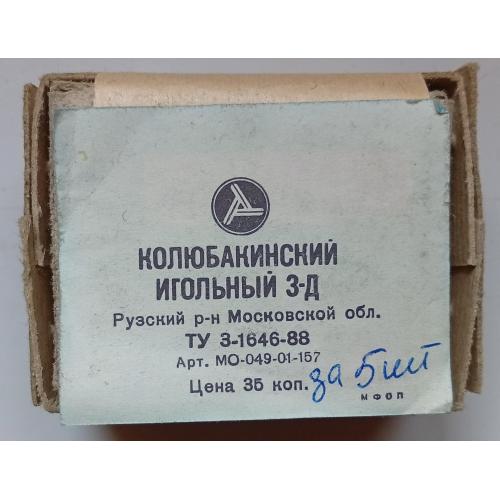 КОЛЮБАКИНСКИЙ
ИГОЛЬНЫЙ З-Д
Рузский р-н Московской обл.
ТУ 3-1646-88
Арт. МО-049-01-157
Цена 35 коп. за 5 шт
МФОП